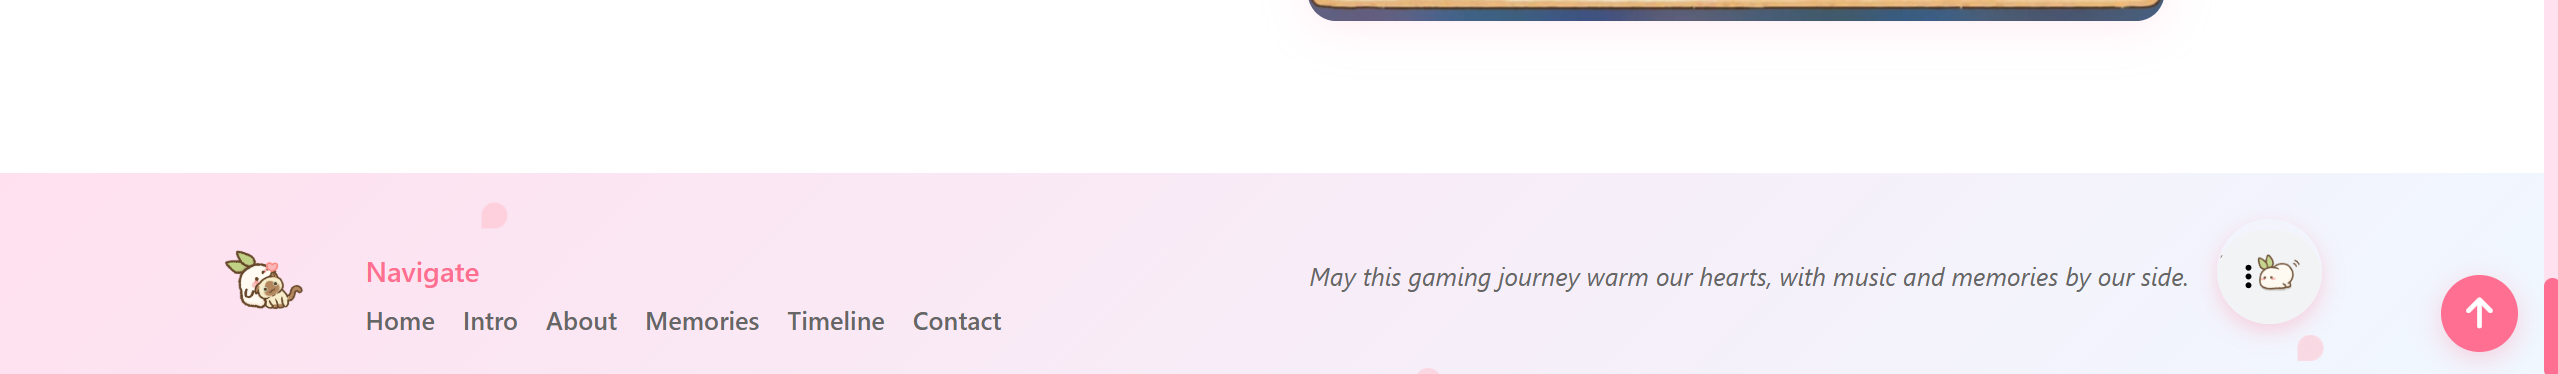 Navigate
Home Intro About Memories Timeline Contact
May this gaming journey warm our hearts, with music and memories by our side.